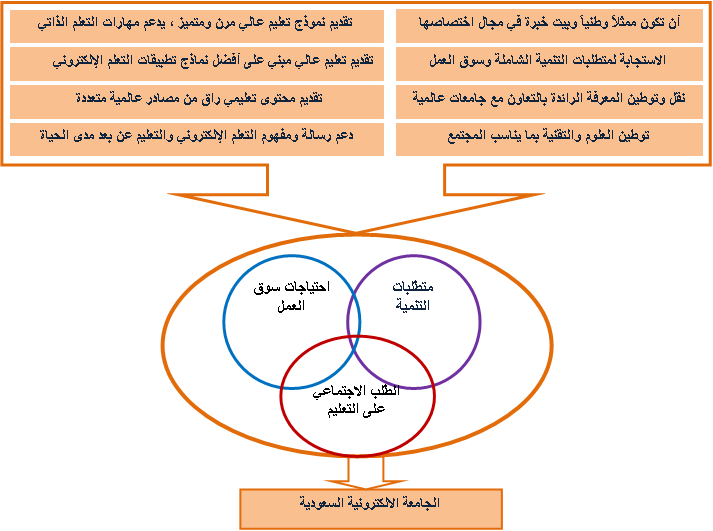 أن تكون ممثلاً وطنياً وبيت خبرة في مجال اختصاصها
تقديم نموذج تعليم عالي مرن ومتميز ، يدعم مهارات التعلم الذاتي
الاستجابة لمتطلبات التنمية الشاملة وسوق العمل
تقديم تعليم عالي مبني على أفضل نماذج تطبيقات التعلم الإلكتروني
نقل وتوطين المعرفة الرائدة بالتعاون مع جامعات عالمية
تقديم محتوى تعليمي راق من مصادر عالمية متعددة
توطين العلوم والتقنية بما يناسب المجتمع
دعم رسالة ومفهوم التعلم الإلكتروني والتعليم عن بعد مدى الحياة
متطلبات
التنمية
احتياجات سوق
العمل
الطلب الاجتماعي
على التعليم
الجامعة الالكترونية السعودية